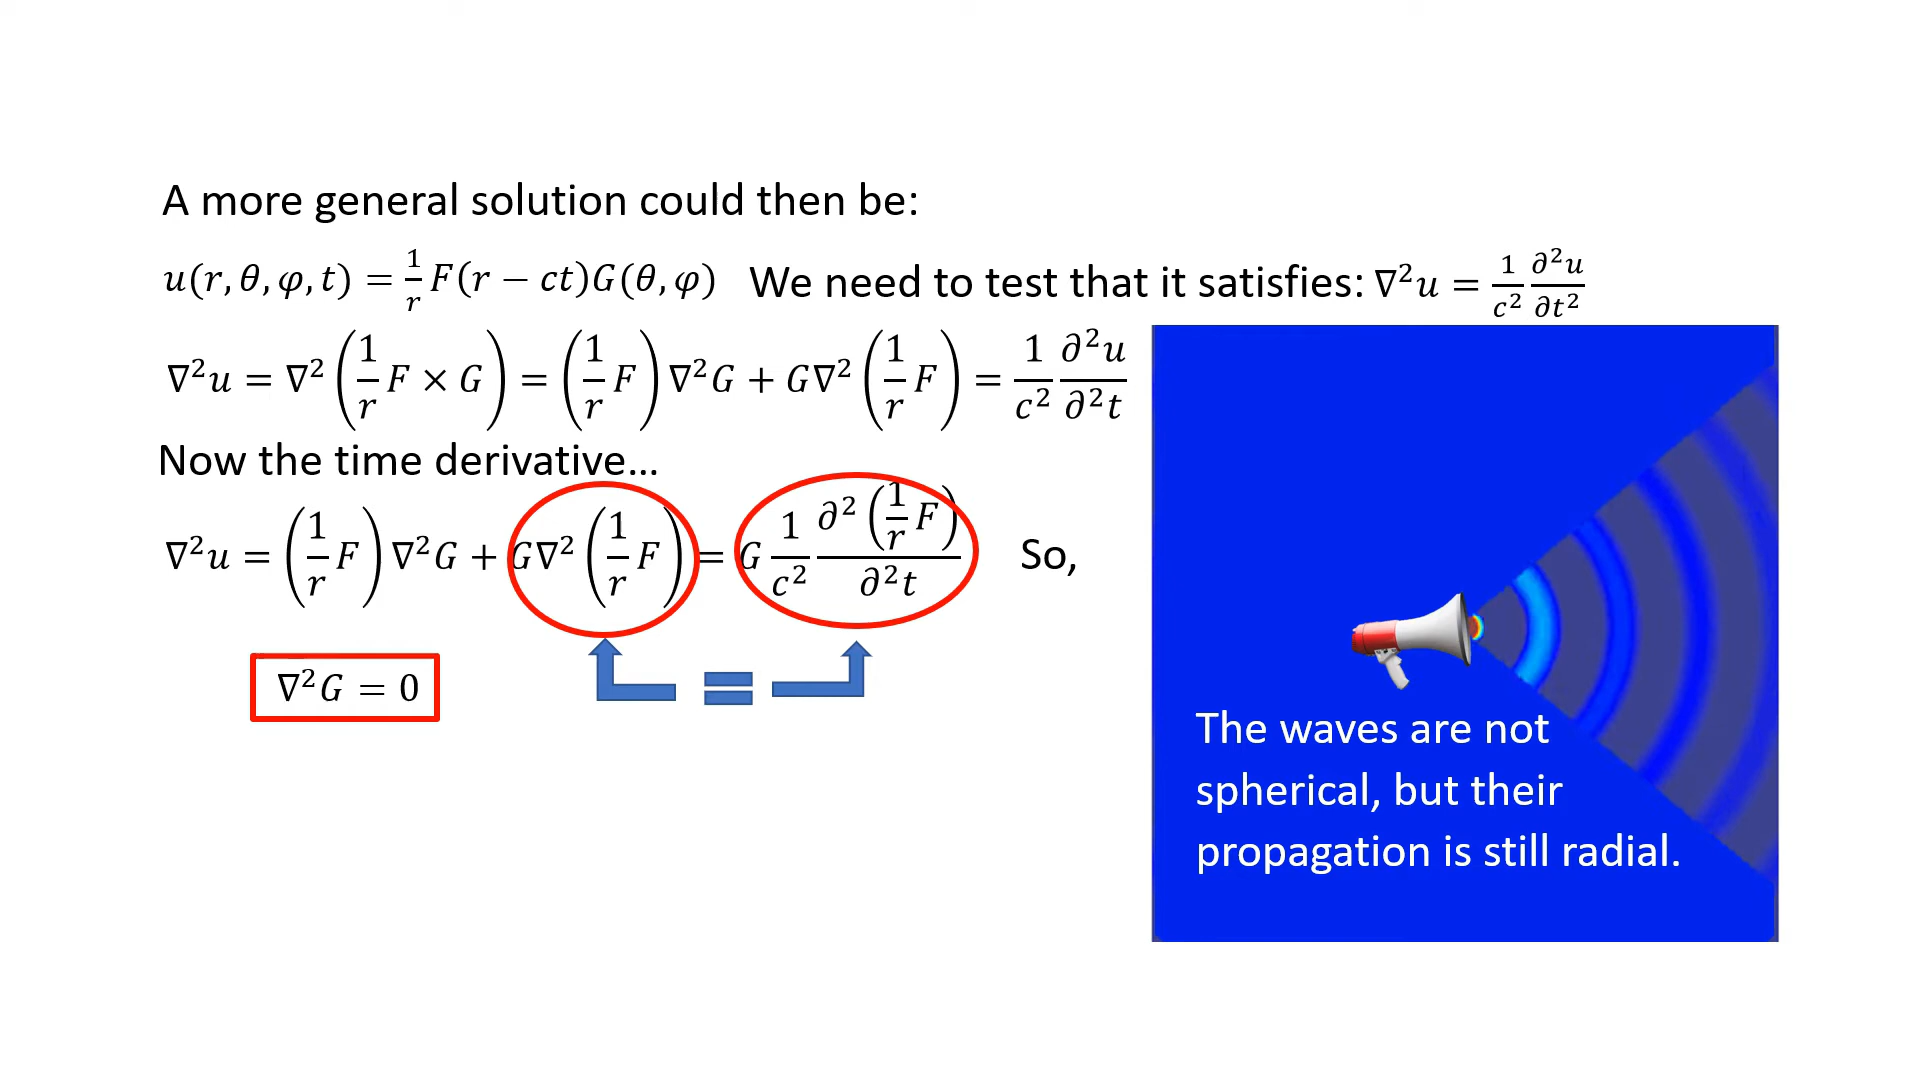 A more general solution could then be:
u(r, θ, φ, t) = 1/r F(r − ct)G(θ, φ) We need to test that it satisfies: ∇²u = 1/c² ∂²u/∂t²
∇²u = ∇²(1/r F × G) = (1/r F)∇²G + G∇²(1/r F) = 1/c² ∂²u/∂²t
Now the time derivative...
∇²u = (1/r F)∇²G + G∇²(1/r F) = G 1/c² ∂²(1/r F)/∂²t So,
∇²G = 0
The waves are not
spherical, but their
propagation is still radial.